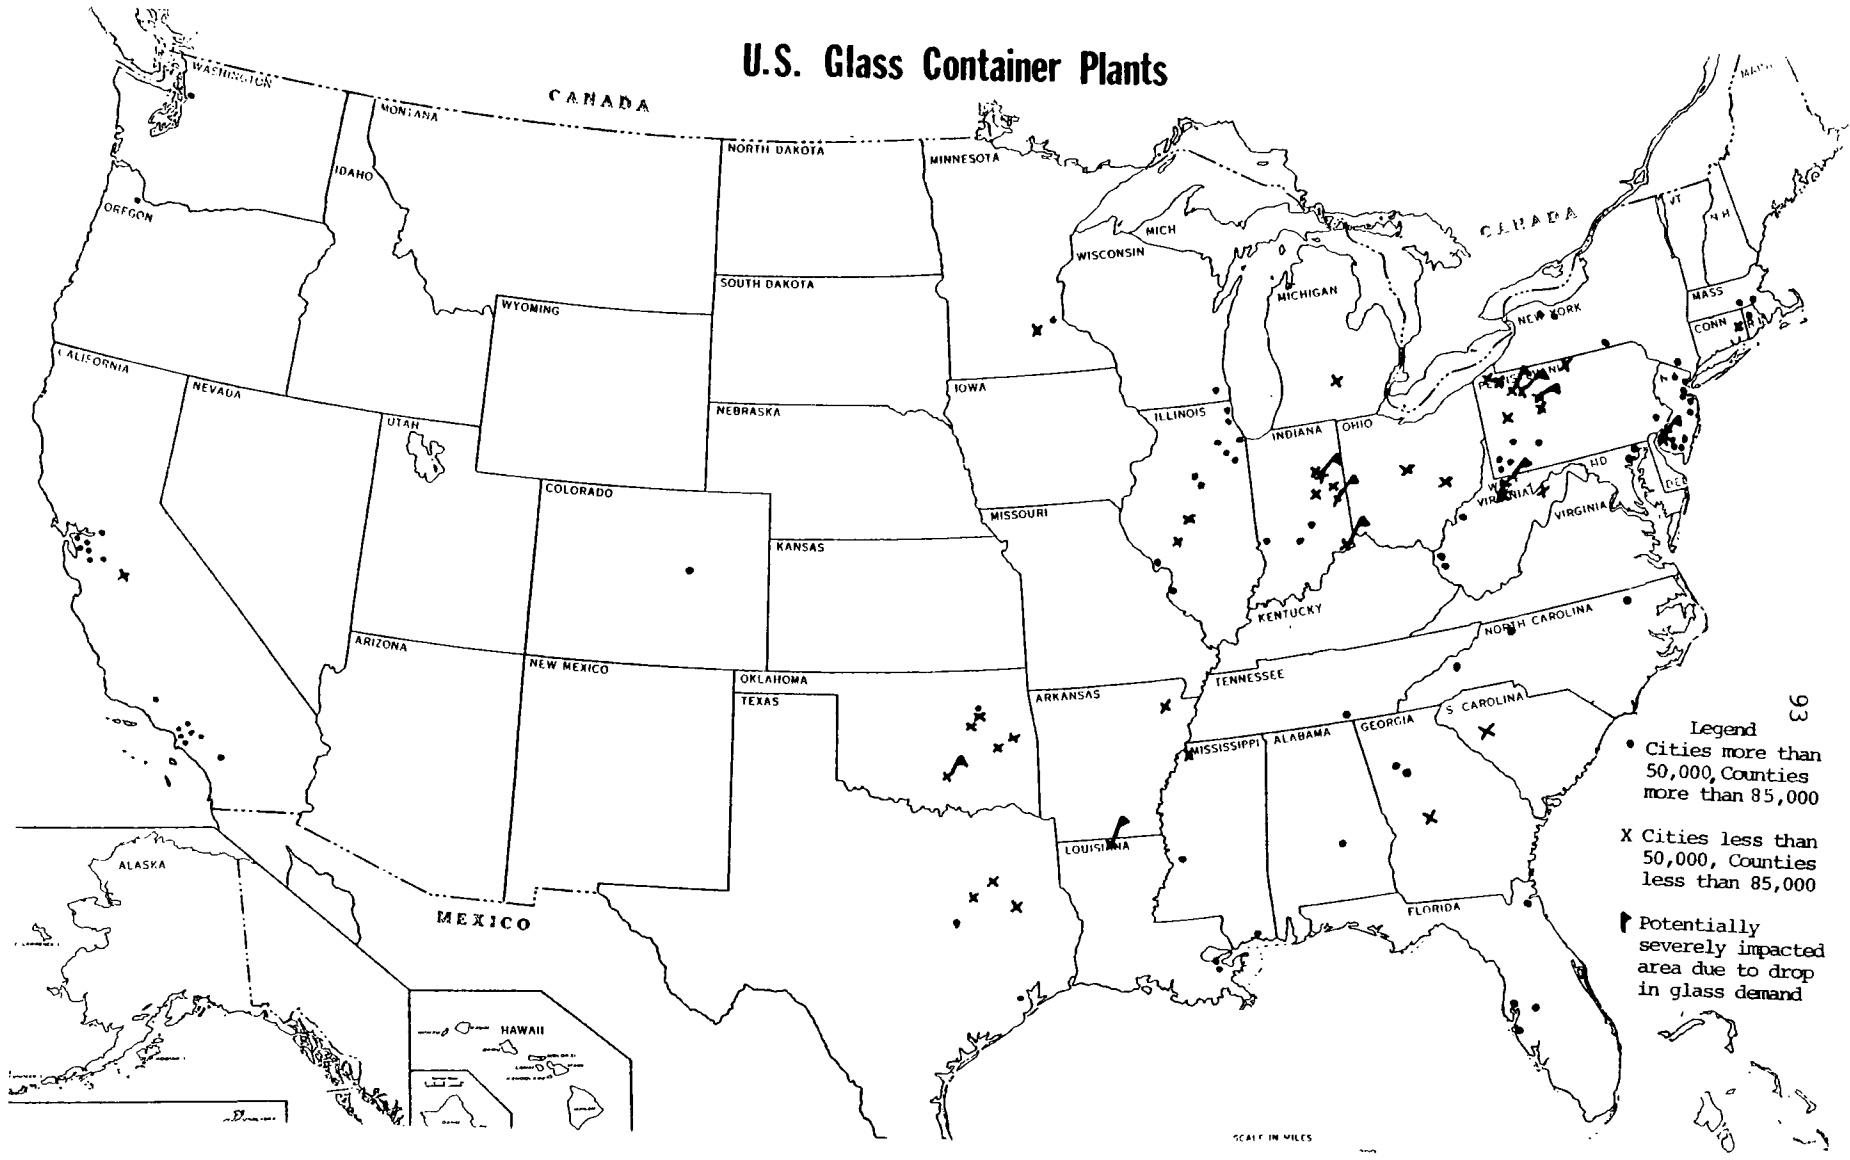 U.S. Glass Container Plants
CANADA
WASHINGTON
MONTANA
NORTH DAKOTA
MINNESOTA
IDAHO
OREGON
VT
N H
CANADA
MICH
WISCONSIN
SOUTH DAKOTA
MICHIGAN
MASS
WYOMING
NEW YORK
CONN
R I
CALIFORNIA
NEVADA
IOWA
NEBRASKA
ILLINOIS
UTAH
INDIANA
OHIO
MD
DEL
COLORADO
WEST
VIRGINIA
VIRGINIA
MISSOURI
KANSAS
KENTUCKY
NORTH CAROLINA
ARIZONA
NEW MEXICO
OKLAHOMA
TENNESSEE
TEXAS
ARKANSAS
S CAROLINA
GEORGIA
MISSISSIPPI
ALABAMA
93
Legend
Cities more than
50,000, Counties
more than 85,000
X Cities less than
50,000, Counties
less than 85,000
Potentially
severely impacted
area due to drop
in glass demand
LOUISIANA
ALASKA
FLORIDA
MEXICO
HAWAII
SCALE IN MILES